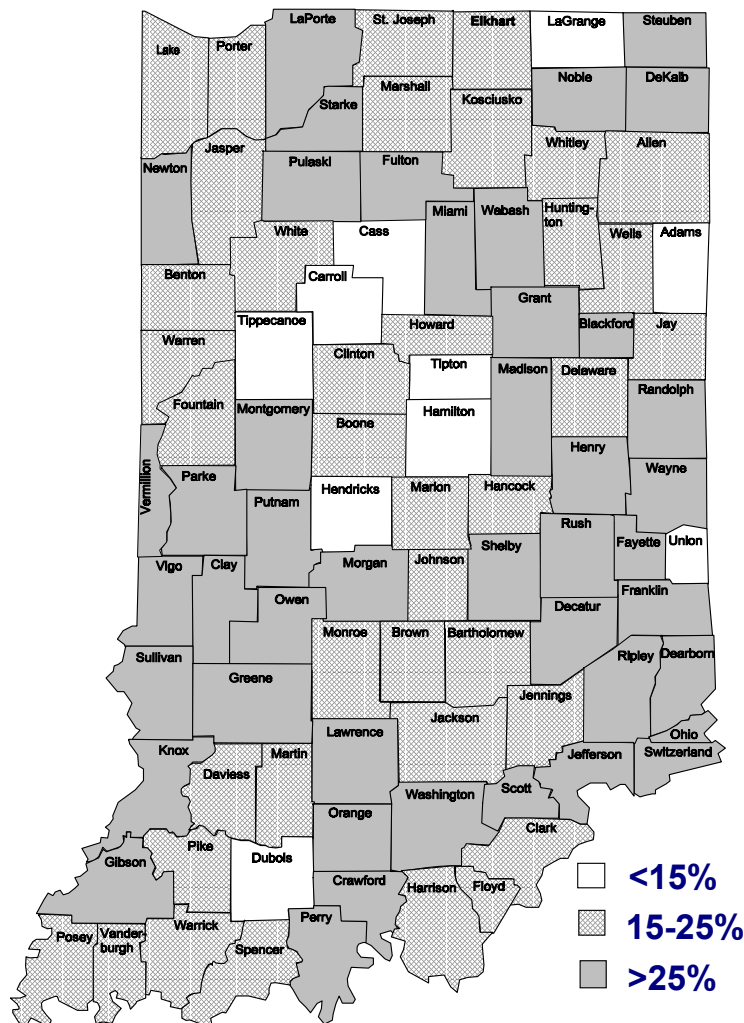 LaPorte
St. Joseph
Elkhart
LaGrange
Steuben
Lake
Porter
Noble
DeKalb
Marshall
Kosciusko
Starke
Jasper
Whitley
Allen
Newton
Pulaski
Fulton
Miami
Wabash
Hunting-
ton
White
Cass
Wells
Adams
Benton
Carroll
Grant
Tippecanoe
Howard
Blackford
Jay
Warren
Clinton
Tipton
Madison
Delaware
Randolph
Fountain
Montgomery
Boone
Hamilton
Henry
Vermillion
Parke
Putnam
Hendricks
Marion
Hancock
Wayne
Rush
Shelby
Fayette
Union
Vigo
Clay
Morgan
Johnson
Owen
Franklin
Decatur
Monroe
Brown
Bartholomew
Sullivan
Greene
Ripley
Dearborn
Jennings
Jackson
Lawrence
Ohio
Knox
Martin
Daviess
Jefferson
Switzerland
Washington
Scott
Orange
Clark
Pike
Dubois
Gibson
Crawford
Harrison
Floyd
<15%
Posey
Vander-
burgh
Warrick
Perry
Spencer
15-25%
>25%